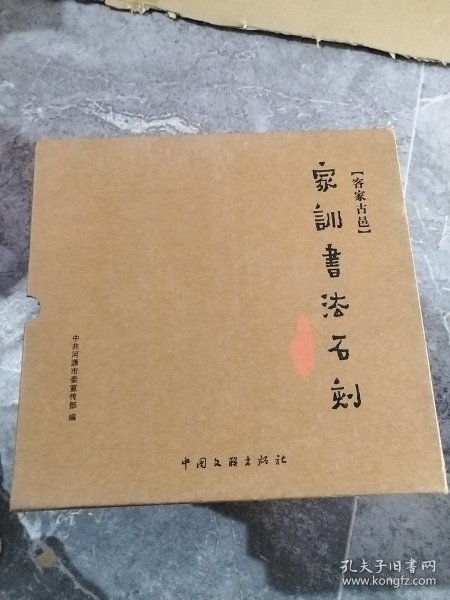 【客家古邑】
家訓書法石刻
中共河源市委宣传部 编
中国文联出版社
孔夫子旧书网
www.kongfz.com